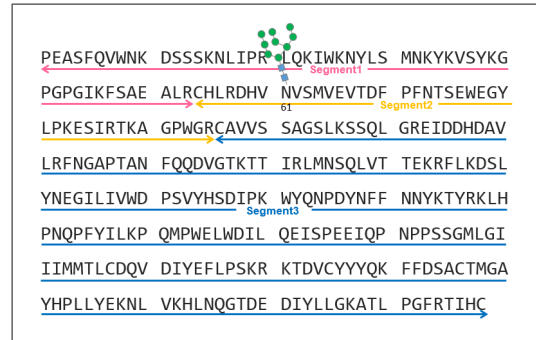 PEASFQVWNK DSSSKNLIPR LQKIWKNYLS MNKYKVSYKG
Segment1
PGPGIKFSAE ALRCHLRDHV NVSMVEVTDF PFNTSEWEGY
61
Segment2
LPKESIRTKA GPWGRCAVVS SAGSLKSSQL GREIDDHDAV
LRFNGAPTAN FQQDVGTKTT IRLMNSQLVT TEKRFLKDSL
YNEGILIVWD PSVYHSDIPK WYQNPDYNFF NNYKTYRKLH
Segment3
PNQPFYILKP QMPWELWDIL QEISPEEIQP NPPSSGMLGI
IIMMTLCDQV DIYEFLPSKR KTDVCYYYQK FFDSACTMGA
YHPLLYEKNL VKHLNQGTDE DIYLLGKATL PGFRTIHC